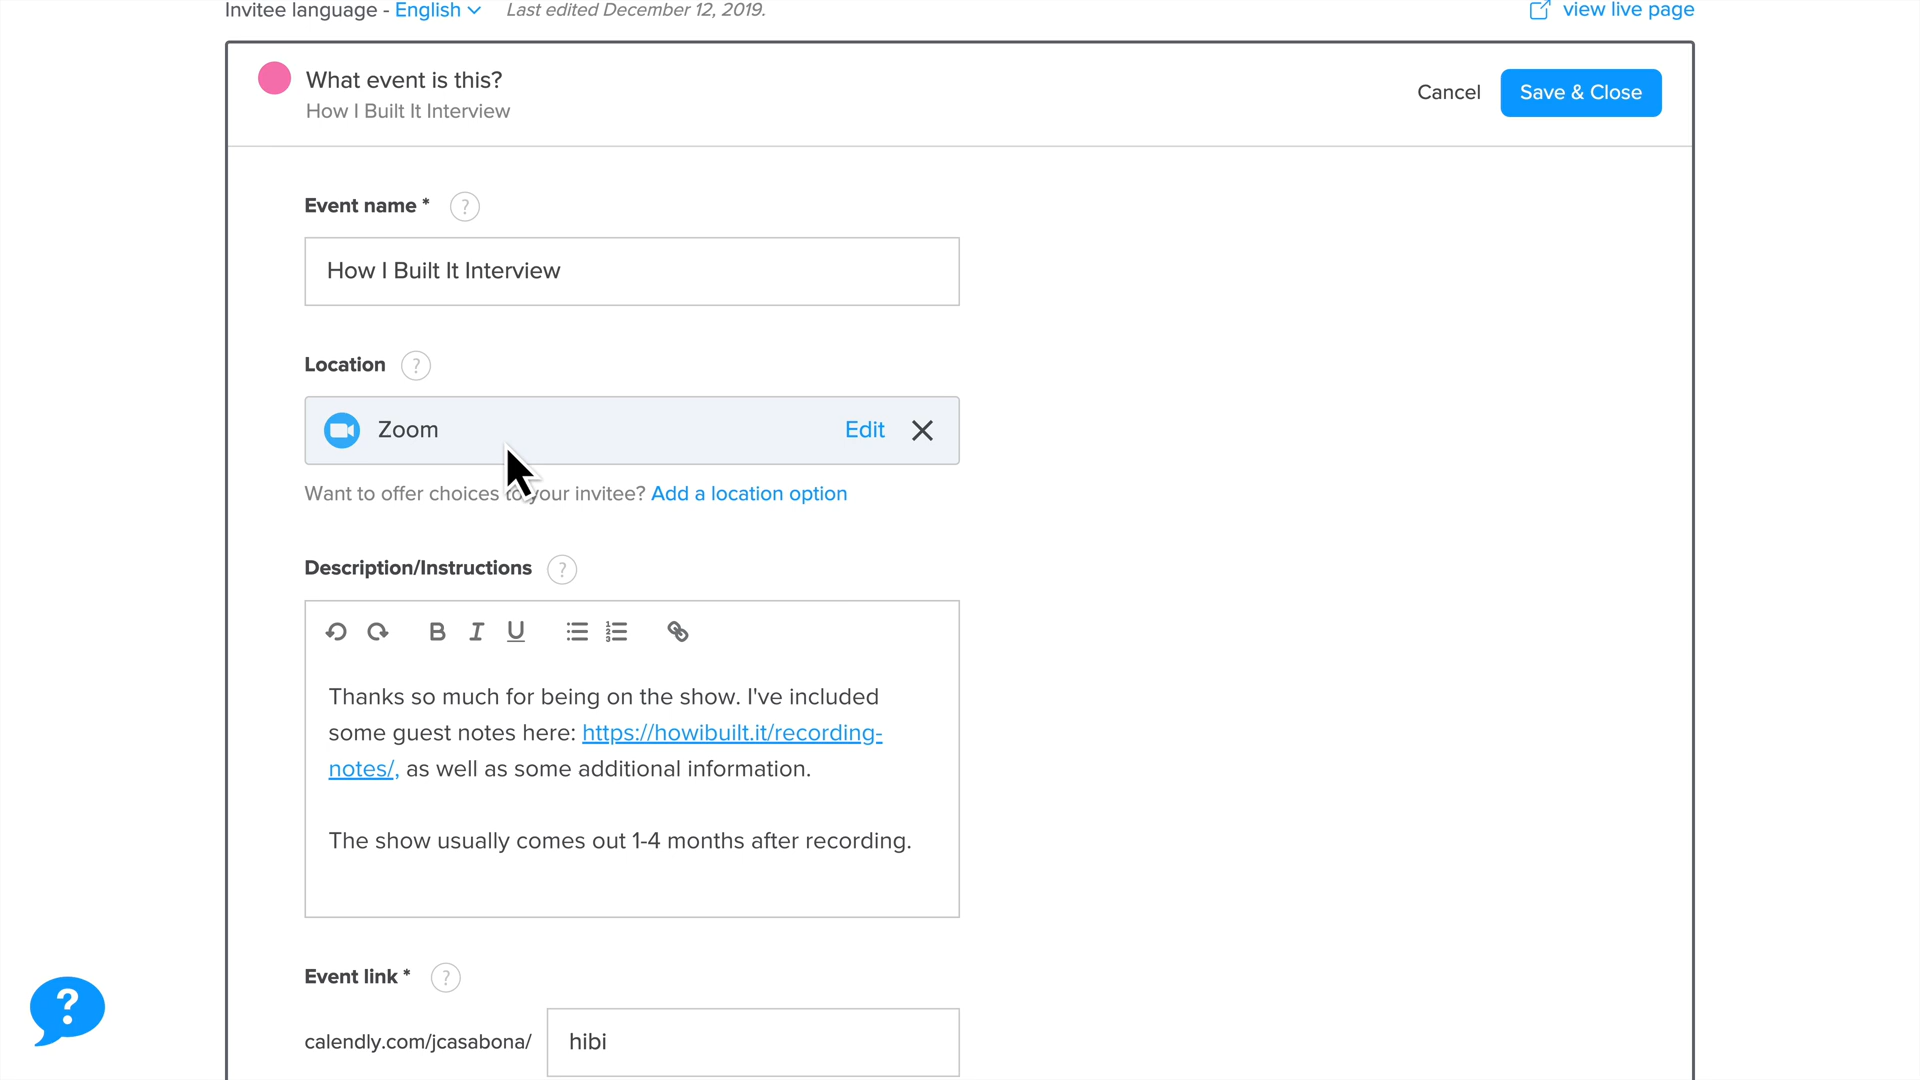 Invitee language - English
Last edited December 12, 2019.
view live page
What event is this?
How I Built It Interview
Cancel
Save & Close
Event name * ?
How I Built It Interview
Location ?
Zoom
Edit
Want to offer choices to your invitee? Add a location option
Description/Instructions ?
B I U
Thanks so much for being on the show. I've included
some guest notes here: https://howibuilt.it/recording-
notes/, as well as some additional information.
The show usually comes out 1-4 months after recording.
Event link * ?
?
calendly.com/jcasabona/
hibi